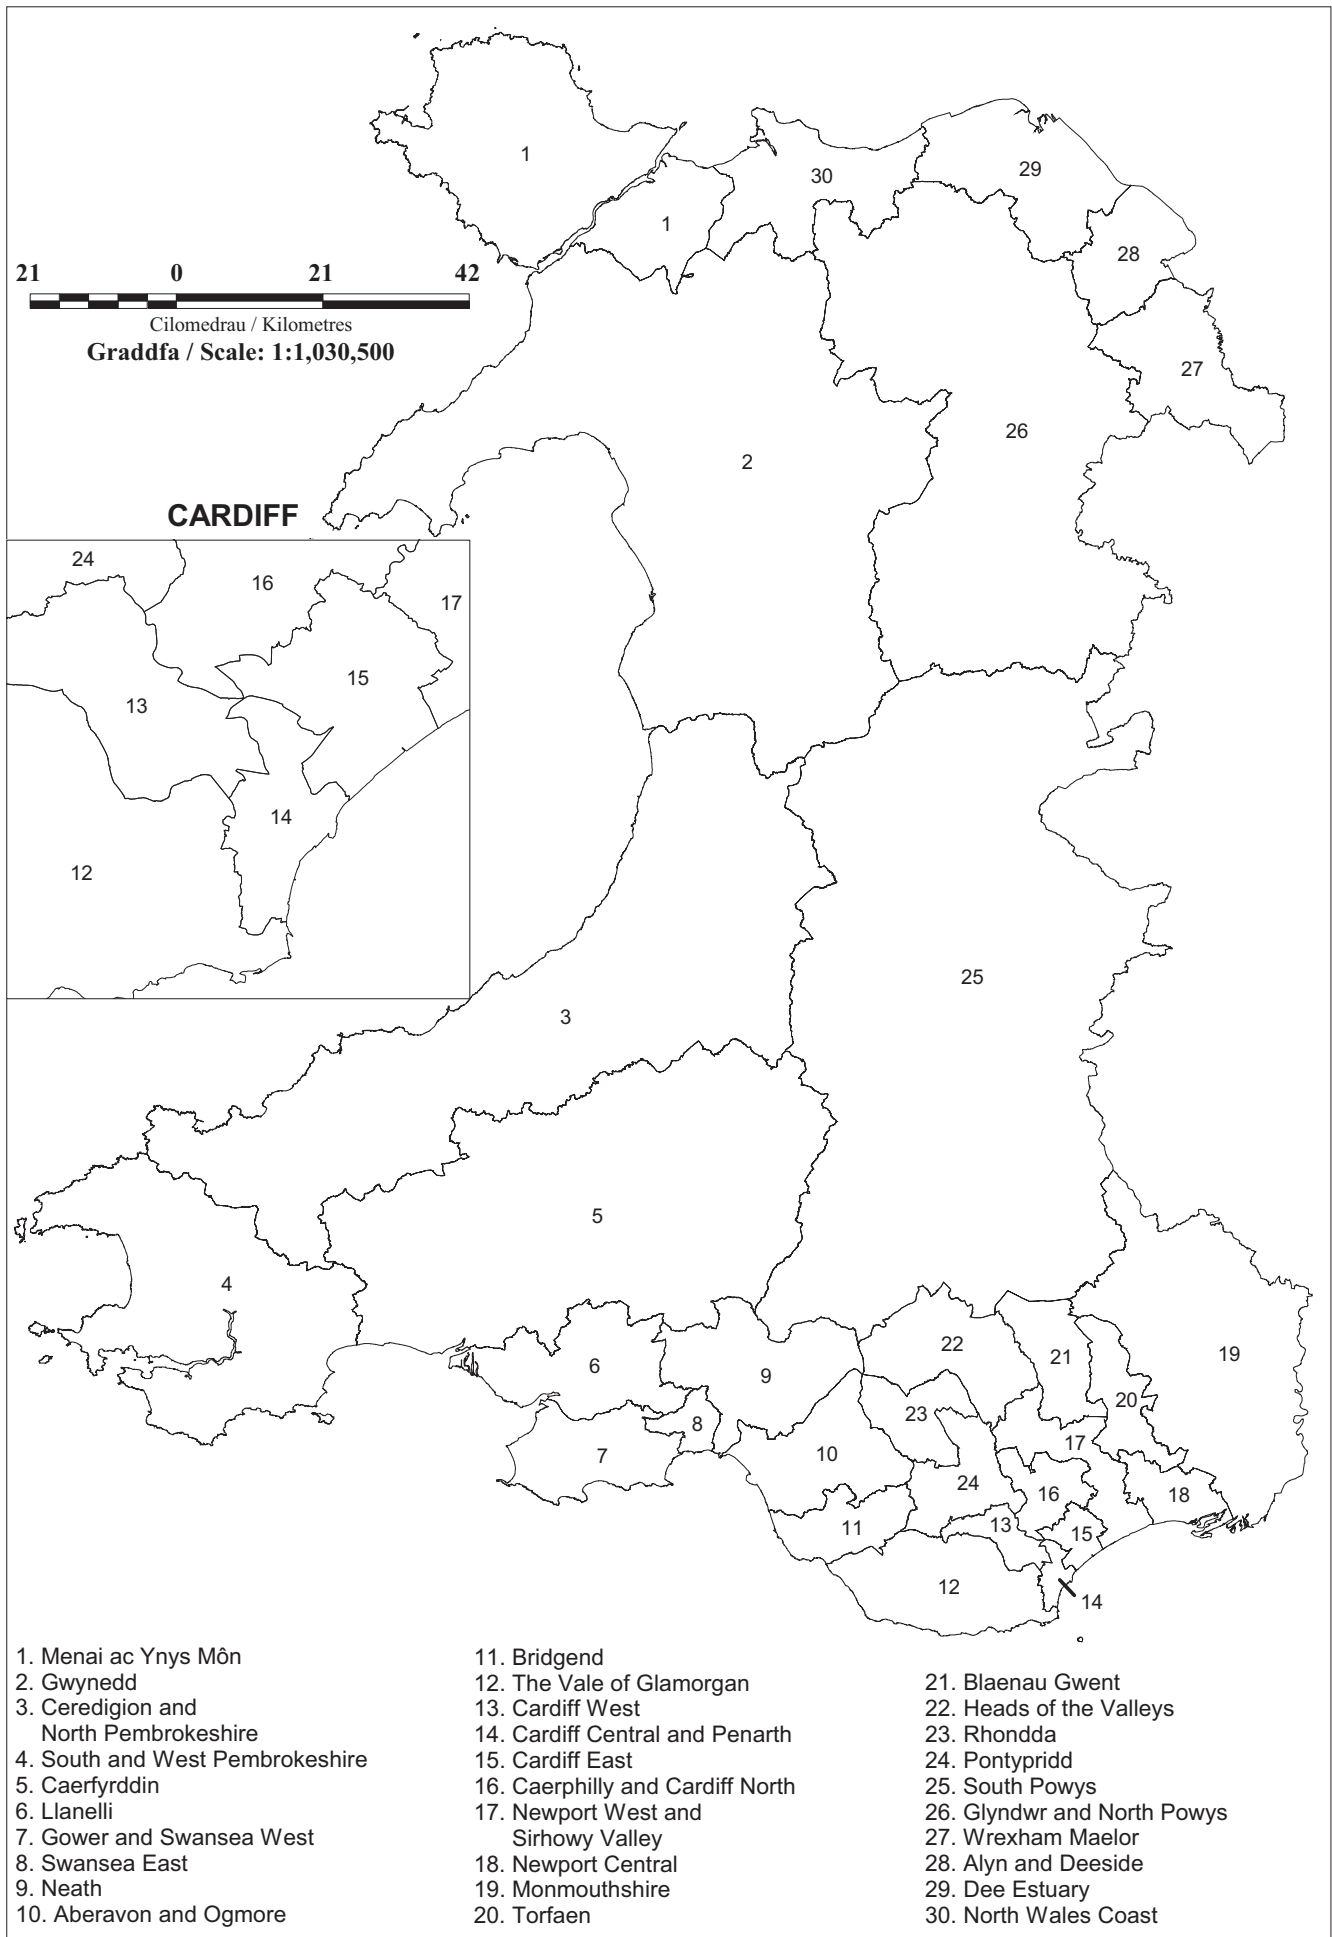 1
30
29
1
28
21 0 21 42
Cilomedrau / Kilometres
Graddfa / Scale: 1:1,030,500
27
26
2
CARDIFF
24
16
17
15
13
14
12
25
3
5
4
22
21
19
6
9
20
23
8
17
10
7
24
16
18
11
13
15
12
14
1. Menai ac Ynys Môn
2. Gwynedd
3. Ceredigion and
North Pembrokeshire
4. South and West Pembrokeshire
5. Caerfyrddin
6. Llanelli
7. Gower and Swansea West
8. Swansea East
9. Neath
10. Aberavon and Ogmore
11. Bridgend
12. The Vale of Glamorgan
13. Cardiff West
14. Cardiff Central and Penarth
15. Cardiff East
16. Caerphilly and Cardiff North
17. Newport West and
Sirhowy Valley
18. Newport Central
19. Monmouthshire
20. Torfaen
21. Blaenau Gwent
22. Heads of the Valleys
23. Rhondda
24. Pontypridd
25. South Powys
26. Glyndwr and North Powys
27. Wrexham Maelor
28. Alyn and Deeside
29. Dee Estuary
30. North Wales Coast